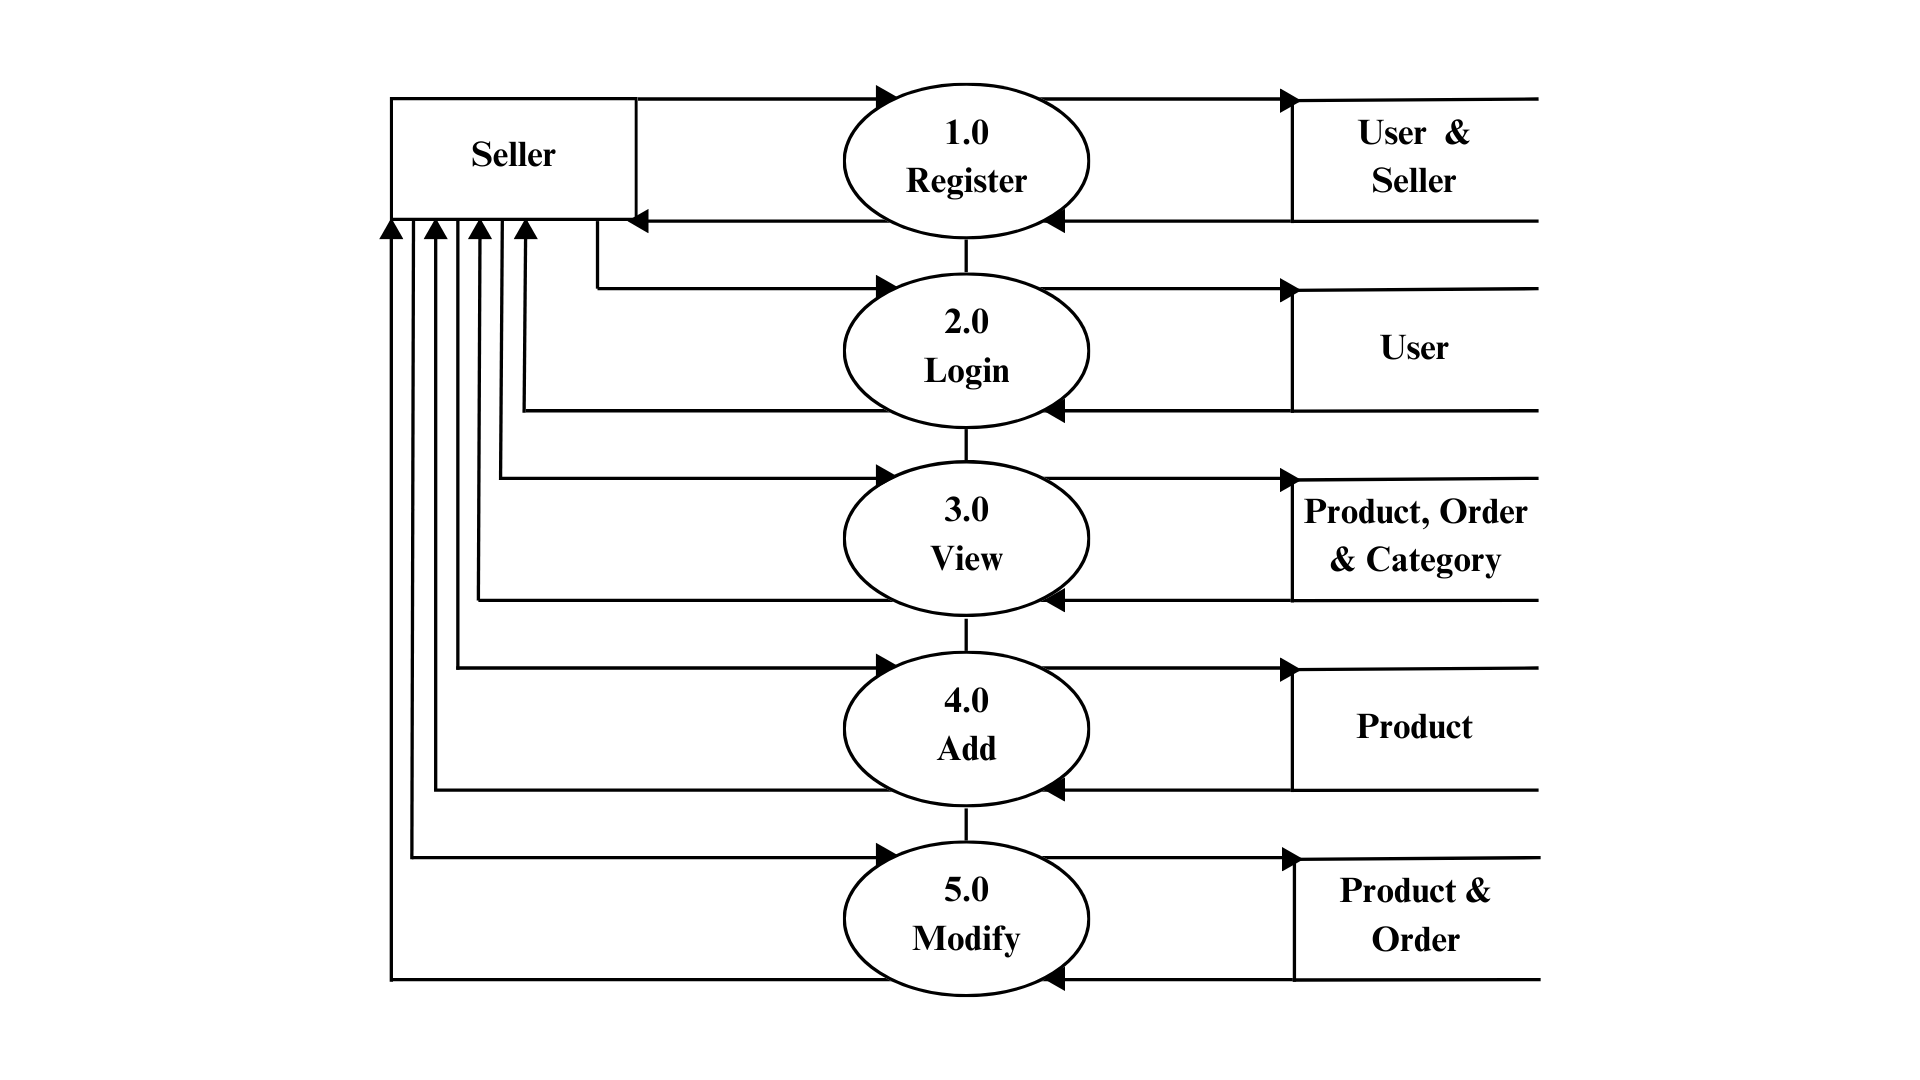 Seller
1.0
Register
User &
Seller
2.0
Login
User
3.0
View
Product, Order
& Category
4.0
Add
Product
5.0
Modify
Product &
Order